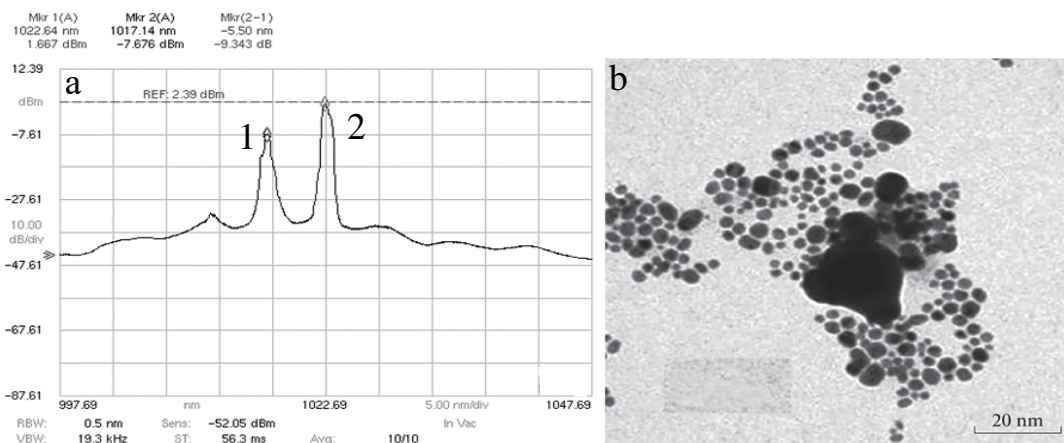 Mkr 1(A) Mkr 2(A) Mkr(2-1)
1022.64 nm 1017.14 nm -5.50 nm
1.667 dBm -7.676 dBm -9.343 dB
12.39
a
b
dBm
REF: 2.39 dBm
1
2
-7.61
-27.61
10.00
dB/div
-47.61
-67.61
-87.61
997.69 nm 1022.69 5.00 nm/div 1047.69
RBW: 0.5 nm Sens: -52.05 dBm In Vac
VBW: 19.3 kHz ST: 56.3 ms Avg: 10/10
20 nm